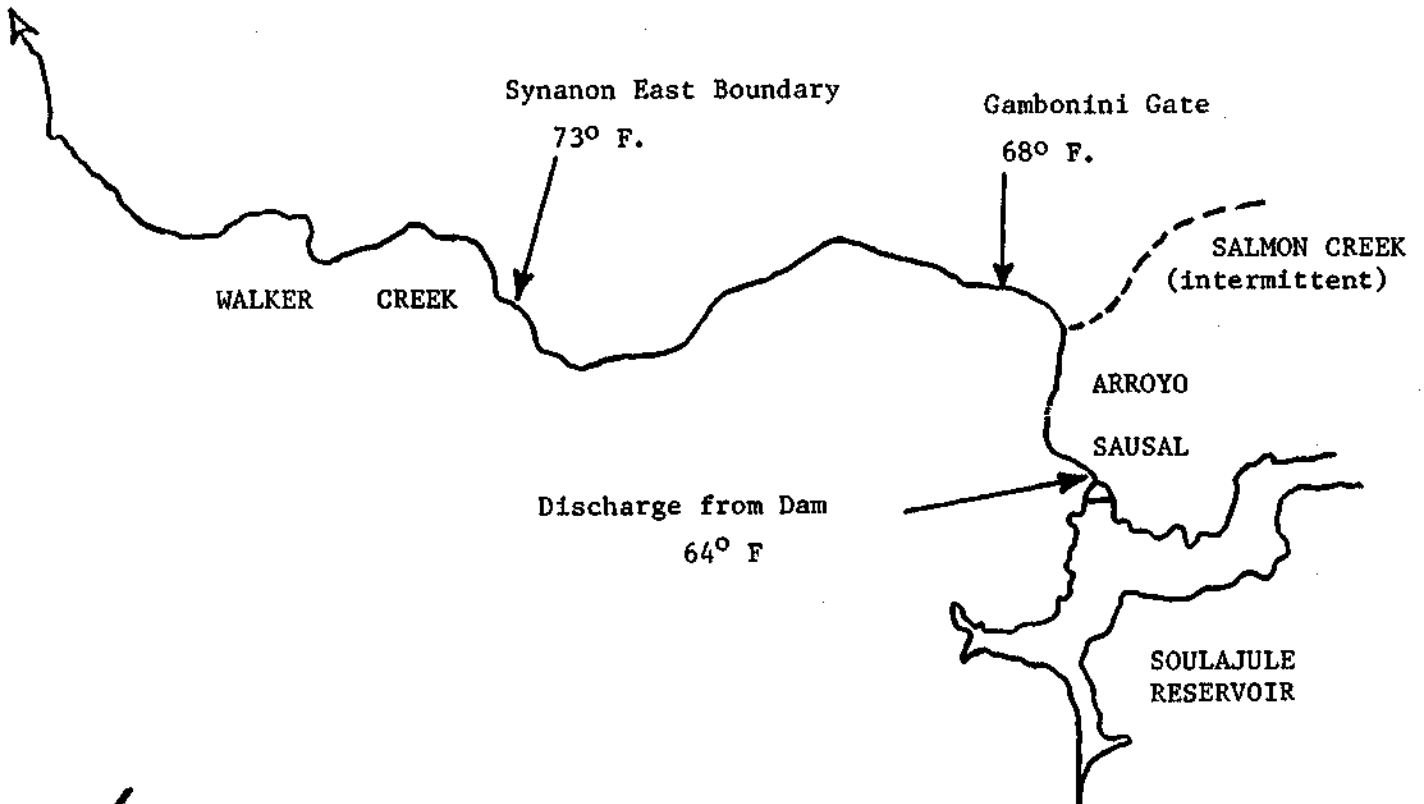 Synanon East Boundary
73° F.
Gambonini Gate
68° F.
SALMON CREEK
(intermittent)
WALKER CREEK
ARROYO
SAUSAL
Discharge from Dam
64° F
SOULAJULE
RESERVOIR